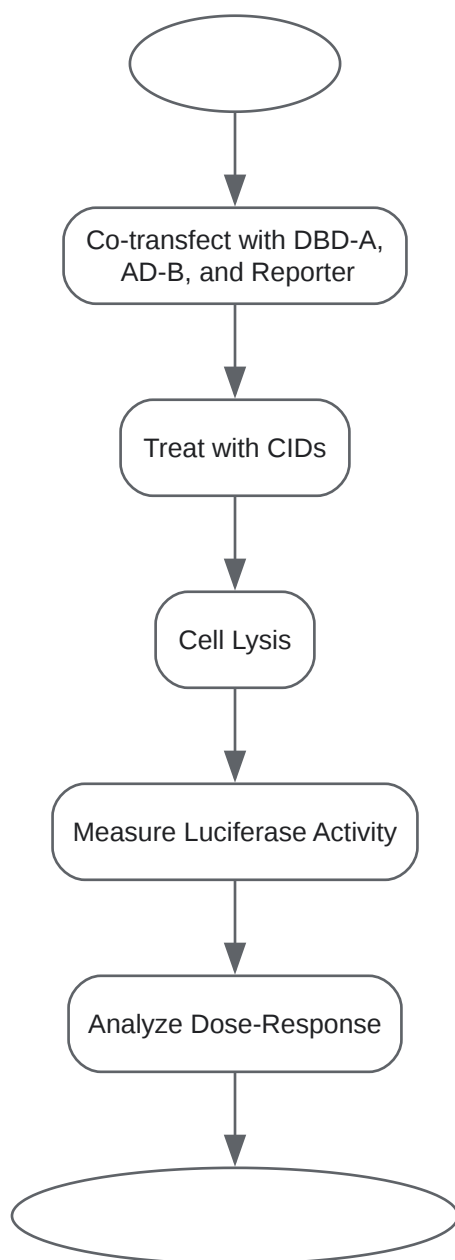 Co-transfect with DBD-A,
AD-B, and Reporter
Treat with CIDs
Cell Lysis
Measure Luciferase Activity
Analyze Dose-Response